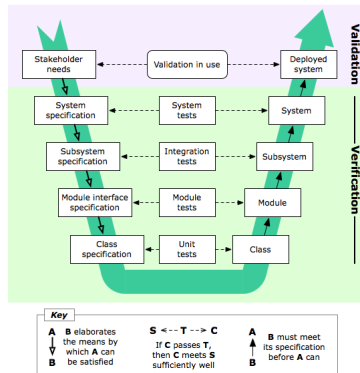 Stakeholder
needs
Validation in use
Deployed
system
Validation
System
specification
System
tests
System
Subsystem
specification
Integration
tests
Subsystem
Module interface
specification
Module
tests
Module
Class
specification
Unit
tests
Class
Verification
Key
A
B
B elaborates
the means by
which A can
be satisfied
S T C
If C passes T,
then C meets S
sufficiently well
A
B
B must meet
its specification
before A can